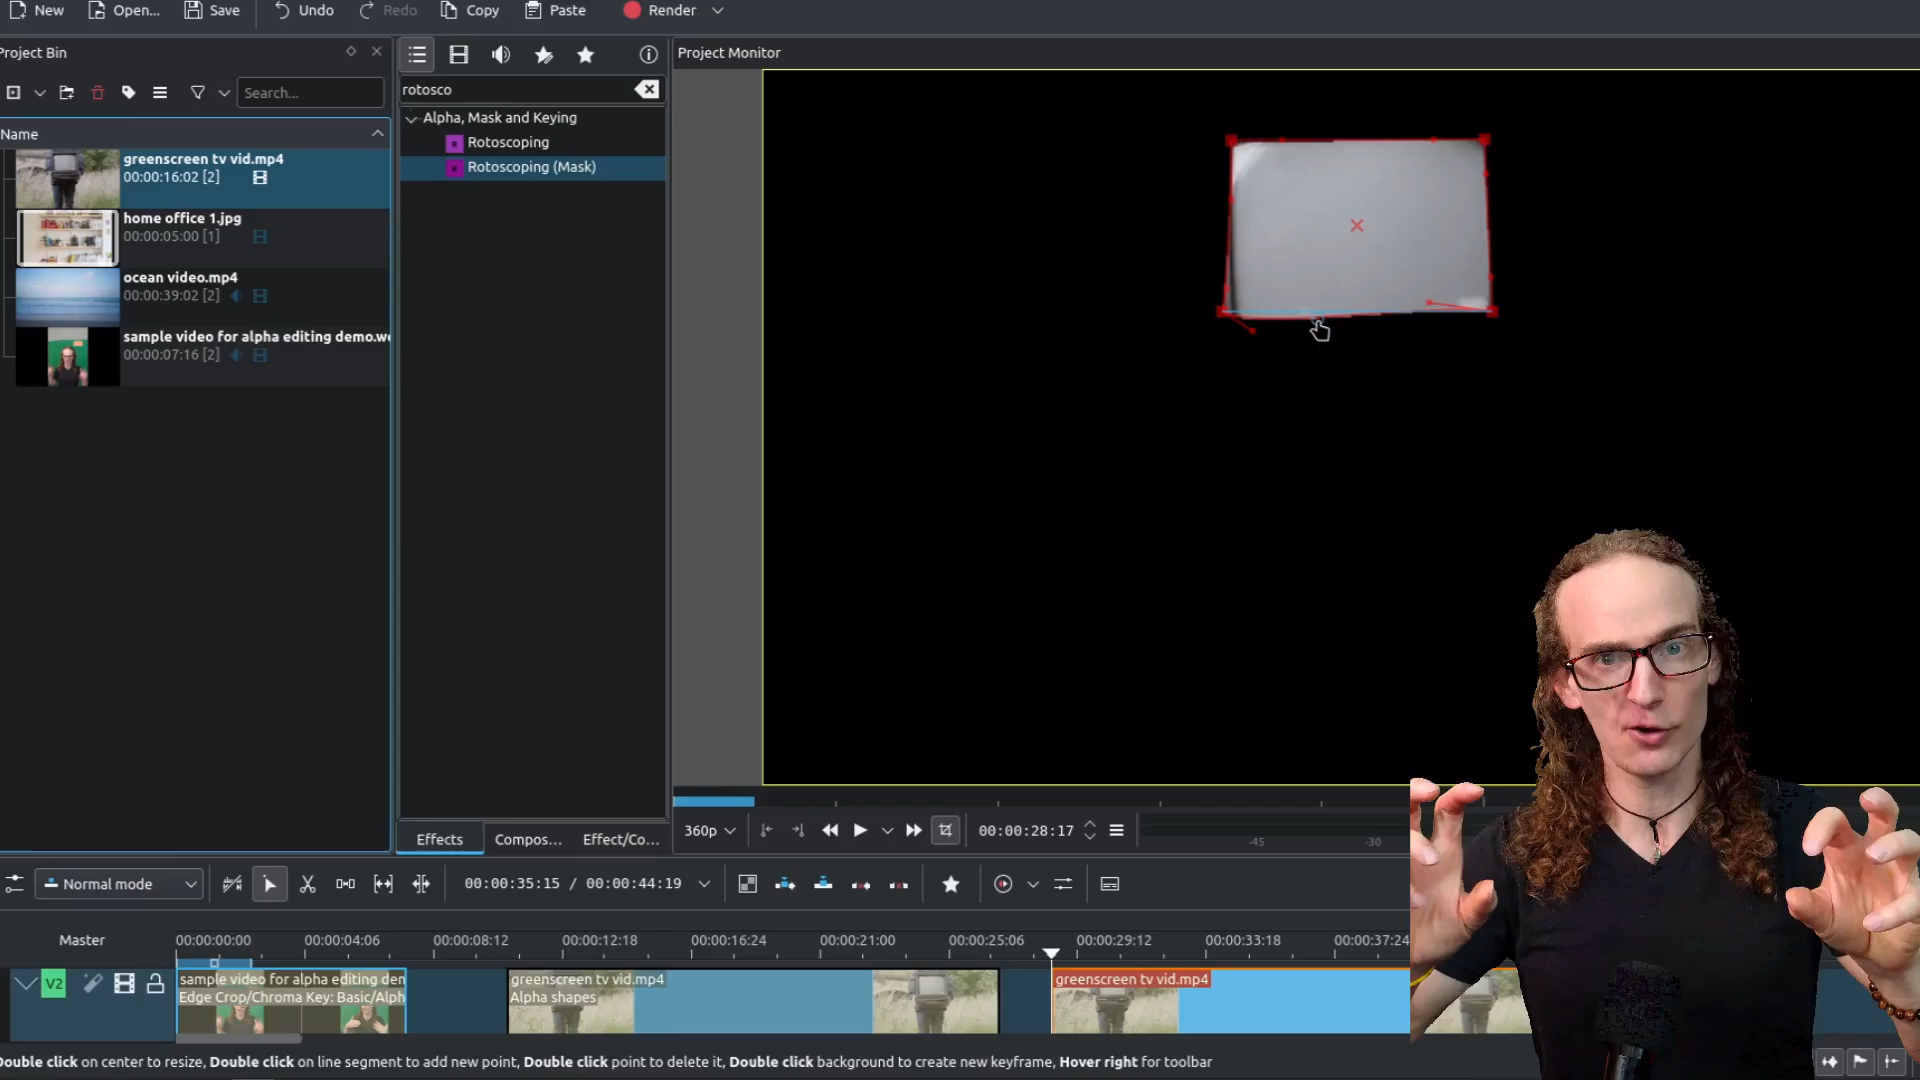 New Open... Save Undo Redo Copy Paste Render
Project Bin
Search...
Name
greenscreen tv vid.mp4
00:00:16:02 [2]
home office 1.jpg
00:00:05:00 [1]
ocean video.mp4
00:00:39:02 [2]
sample video for alpha editing demo.we
00:00:07:16 [2]
rotosco
Alpha, Mask and Keying
Rotoscoping
Rotoscoping (Mask)
Effects Compos... Effect/Co...
Project Monitor
360p 00:00:28:17
-45 -30
Normal mode 00:00:35:15 / 00:00:44:19
Master 00:00:00:00 00:00:04:06 00:00:08:12 00:00:12:18 00:00:16:24 00:00:21:00 00:00:25:06 00:00:29:12 00:00:33:18 00:00:37:24
V2
sample video for alpha editing den
Edge Crop/Chroma Key: Basic/Alph
greenscreen tv vid.mp4
Alpha shapes
greenscreen tv vid.mp4
Double click on center to resize, Double click on line segment to add new point, Double click point to delete it, Double click background to create new keyframe, Hover right for toolbar